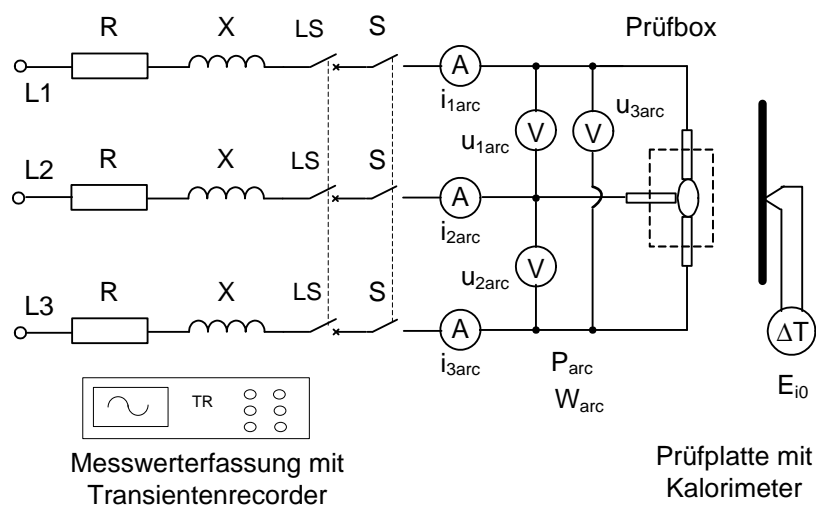 R X LS S Prüfbox
L1 A i1arc
u1arc V V u3arc
R X LS S
L2 A i2arc
u2arc V
R X LS S
L3 A i3arc
ΔT
Parc
Warc
Ei0
TR
Messwerterfassung mit
Transientenrecorder
Prüfplatte mit
Kalorimeter